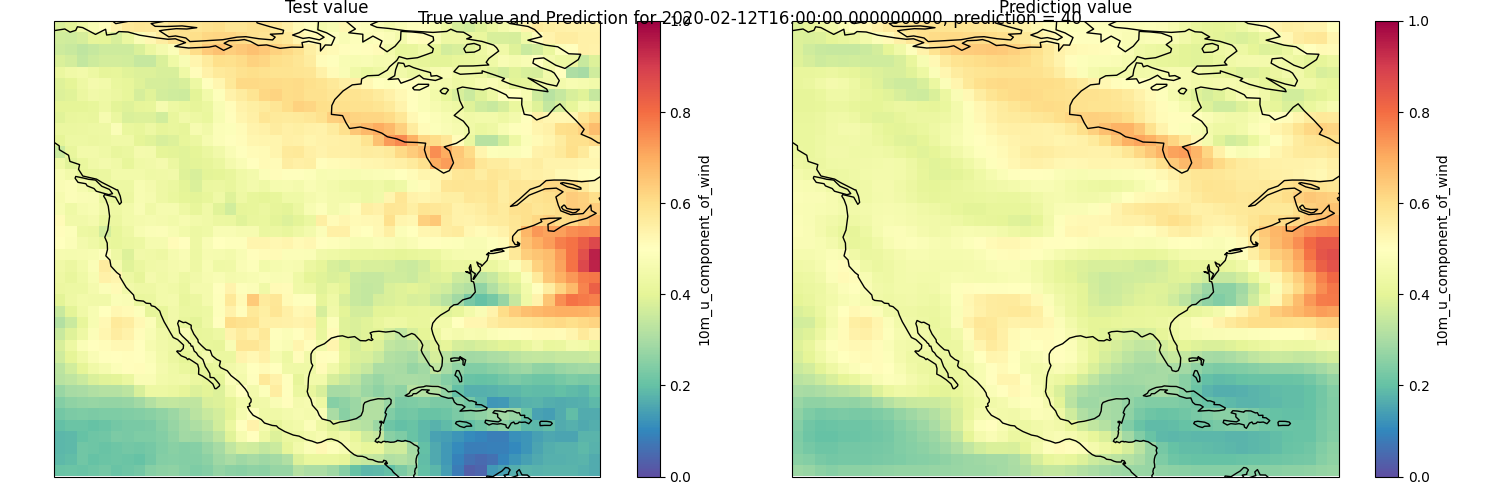 Test value
Prediction value
True value and Prediction for 2020-02-12T16:00:00.000000000, prediction = 40
1.0
0.8
0.6
0.4
0.2
0.0
10m_u_component_of_wind
1.0
0.8
0.6
0.4
0.2
0.0
10m_u_component_of_wind